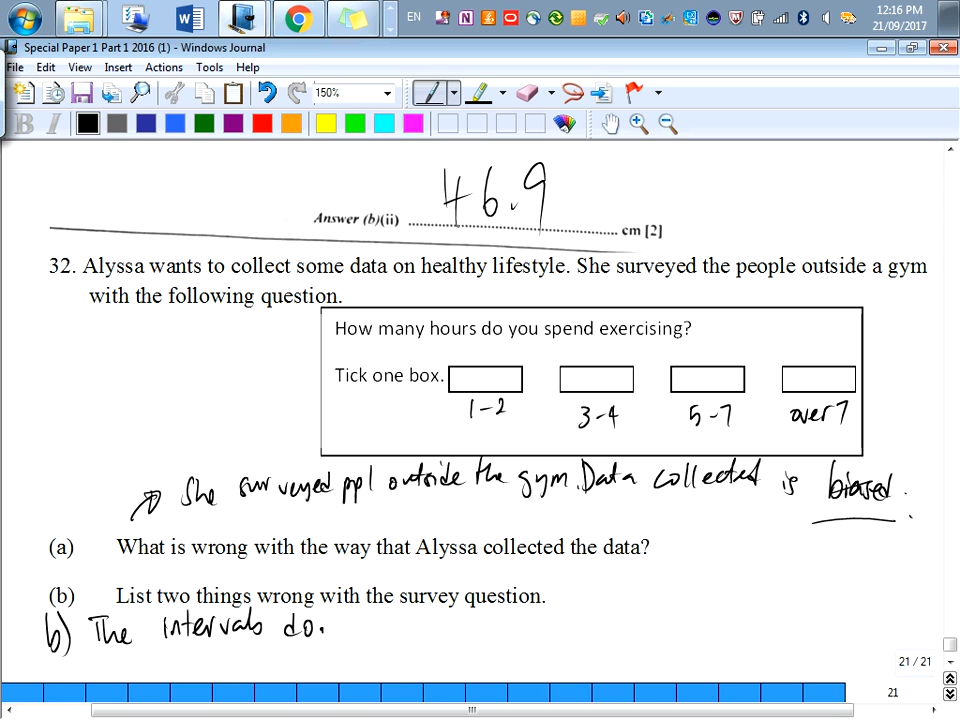 EN
12:16 PM
21/09/2017
Special Paper 1 Part 1 2016 (1) - Windows Journal
File Edit View Insert Actions Tools Help
150%
B I
46.9
Answer (b)(ii) ........................................ cm [2]
32. Alyssa wants to collect some data on healthy lifestyle. She surveyed the people outside a gym
with the following question.
How many hours do you spend exercising?
Tick one box.
1-2 3-4 5-7 over 7
She surveyed ppl outside the gym. Data collected is biased.
(a) What is wrong with the way that Alyssa collected the data?
(b) List two things wrong with the survey question.
b) The intervals do.
21 / 21
21